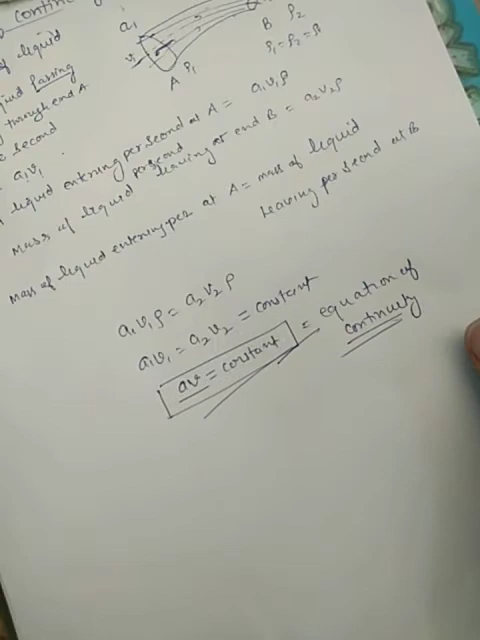 contin
of liquid
a₁
B ρ₂
v₁
ρ₁=ρ₂=ρ
Passing
A ρ₁
through end A
second
a₁v₁
liquid entering per second at A = a₁v₁ρ
Mass of liquid per second leaving at end B = a₂v₂ρ
Mass of liquid entering per at A = mass of liquid
leaving per second at B
a₁v₁ρ = a₂v₂ρ
a₁v₁ = a₂v₂ = constant
av = constant = equation of
continuity